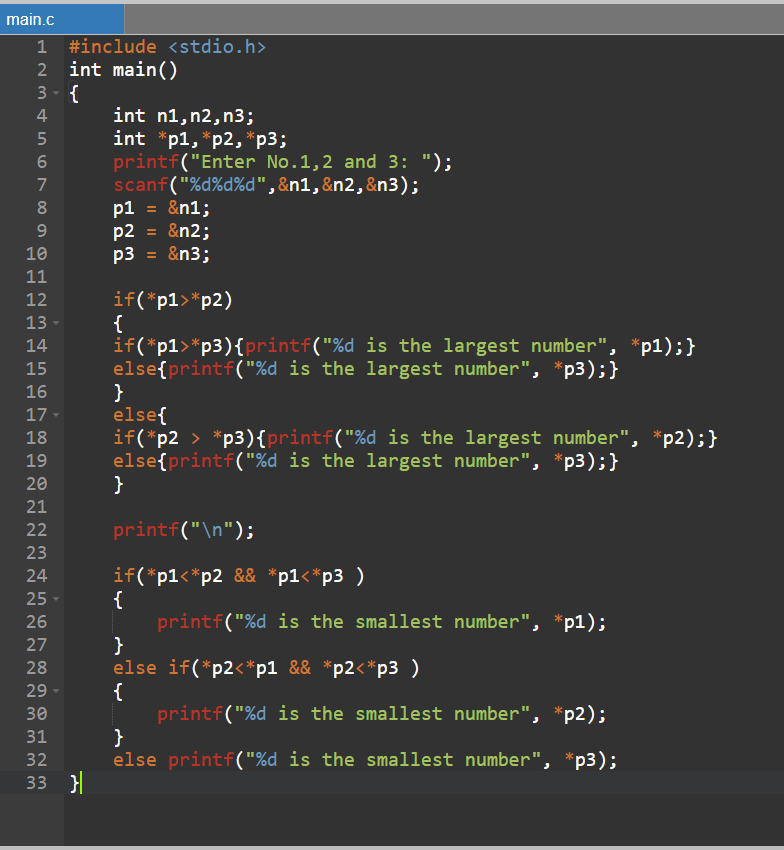 main.c
1 #include <stdio.h>
2 int main()
3 {
4     int n1,n2,n3;
5     int *p1,*p2,*p3;
6     printf("Enter No.1,2 and 3: ");
7     scanf("%d%d%d",&n1,&n2,&n3);
8     p1 = &n1;
9     p2 = &n2;
10     p3 = &n3;
11
12     if(*p1>*p2)
13     {
14     if(*p1>*p3){printf("%d is the largest number", *p1);}
15     else{printf("%d is the largest number", *p3);}
16     }
17     else{
18     if(*p2 > *p3){printf("%d is the largest number", *p2);}
19     else{printf("%d is the largest number", *p3);}
20     }
21
22     printf("\n");
23
24     if(*p1<*p2 && *p1<*p3 )
25     {
26         printf("%d is the smallest number", *p1);
27     }
28     else if(*p2<*p1 && *p2<*p3 )
29     {
30         printf("%d is the smallest number", *p2);
31     }
32     else printf("%d is the smallest number", *p3);
33 }